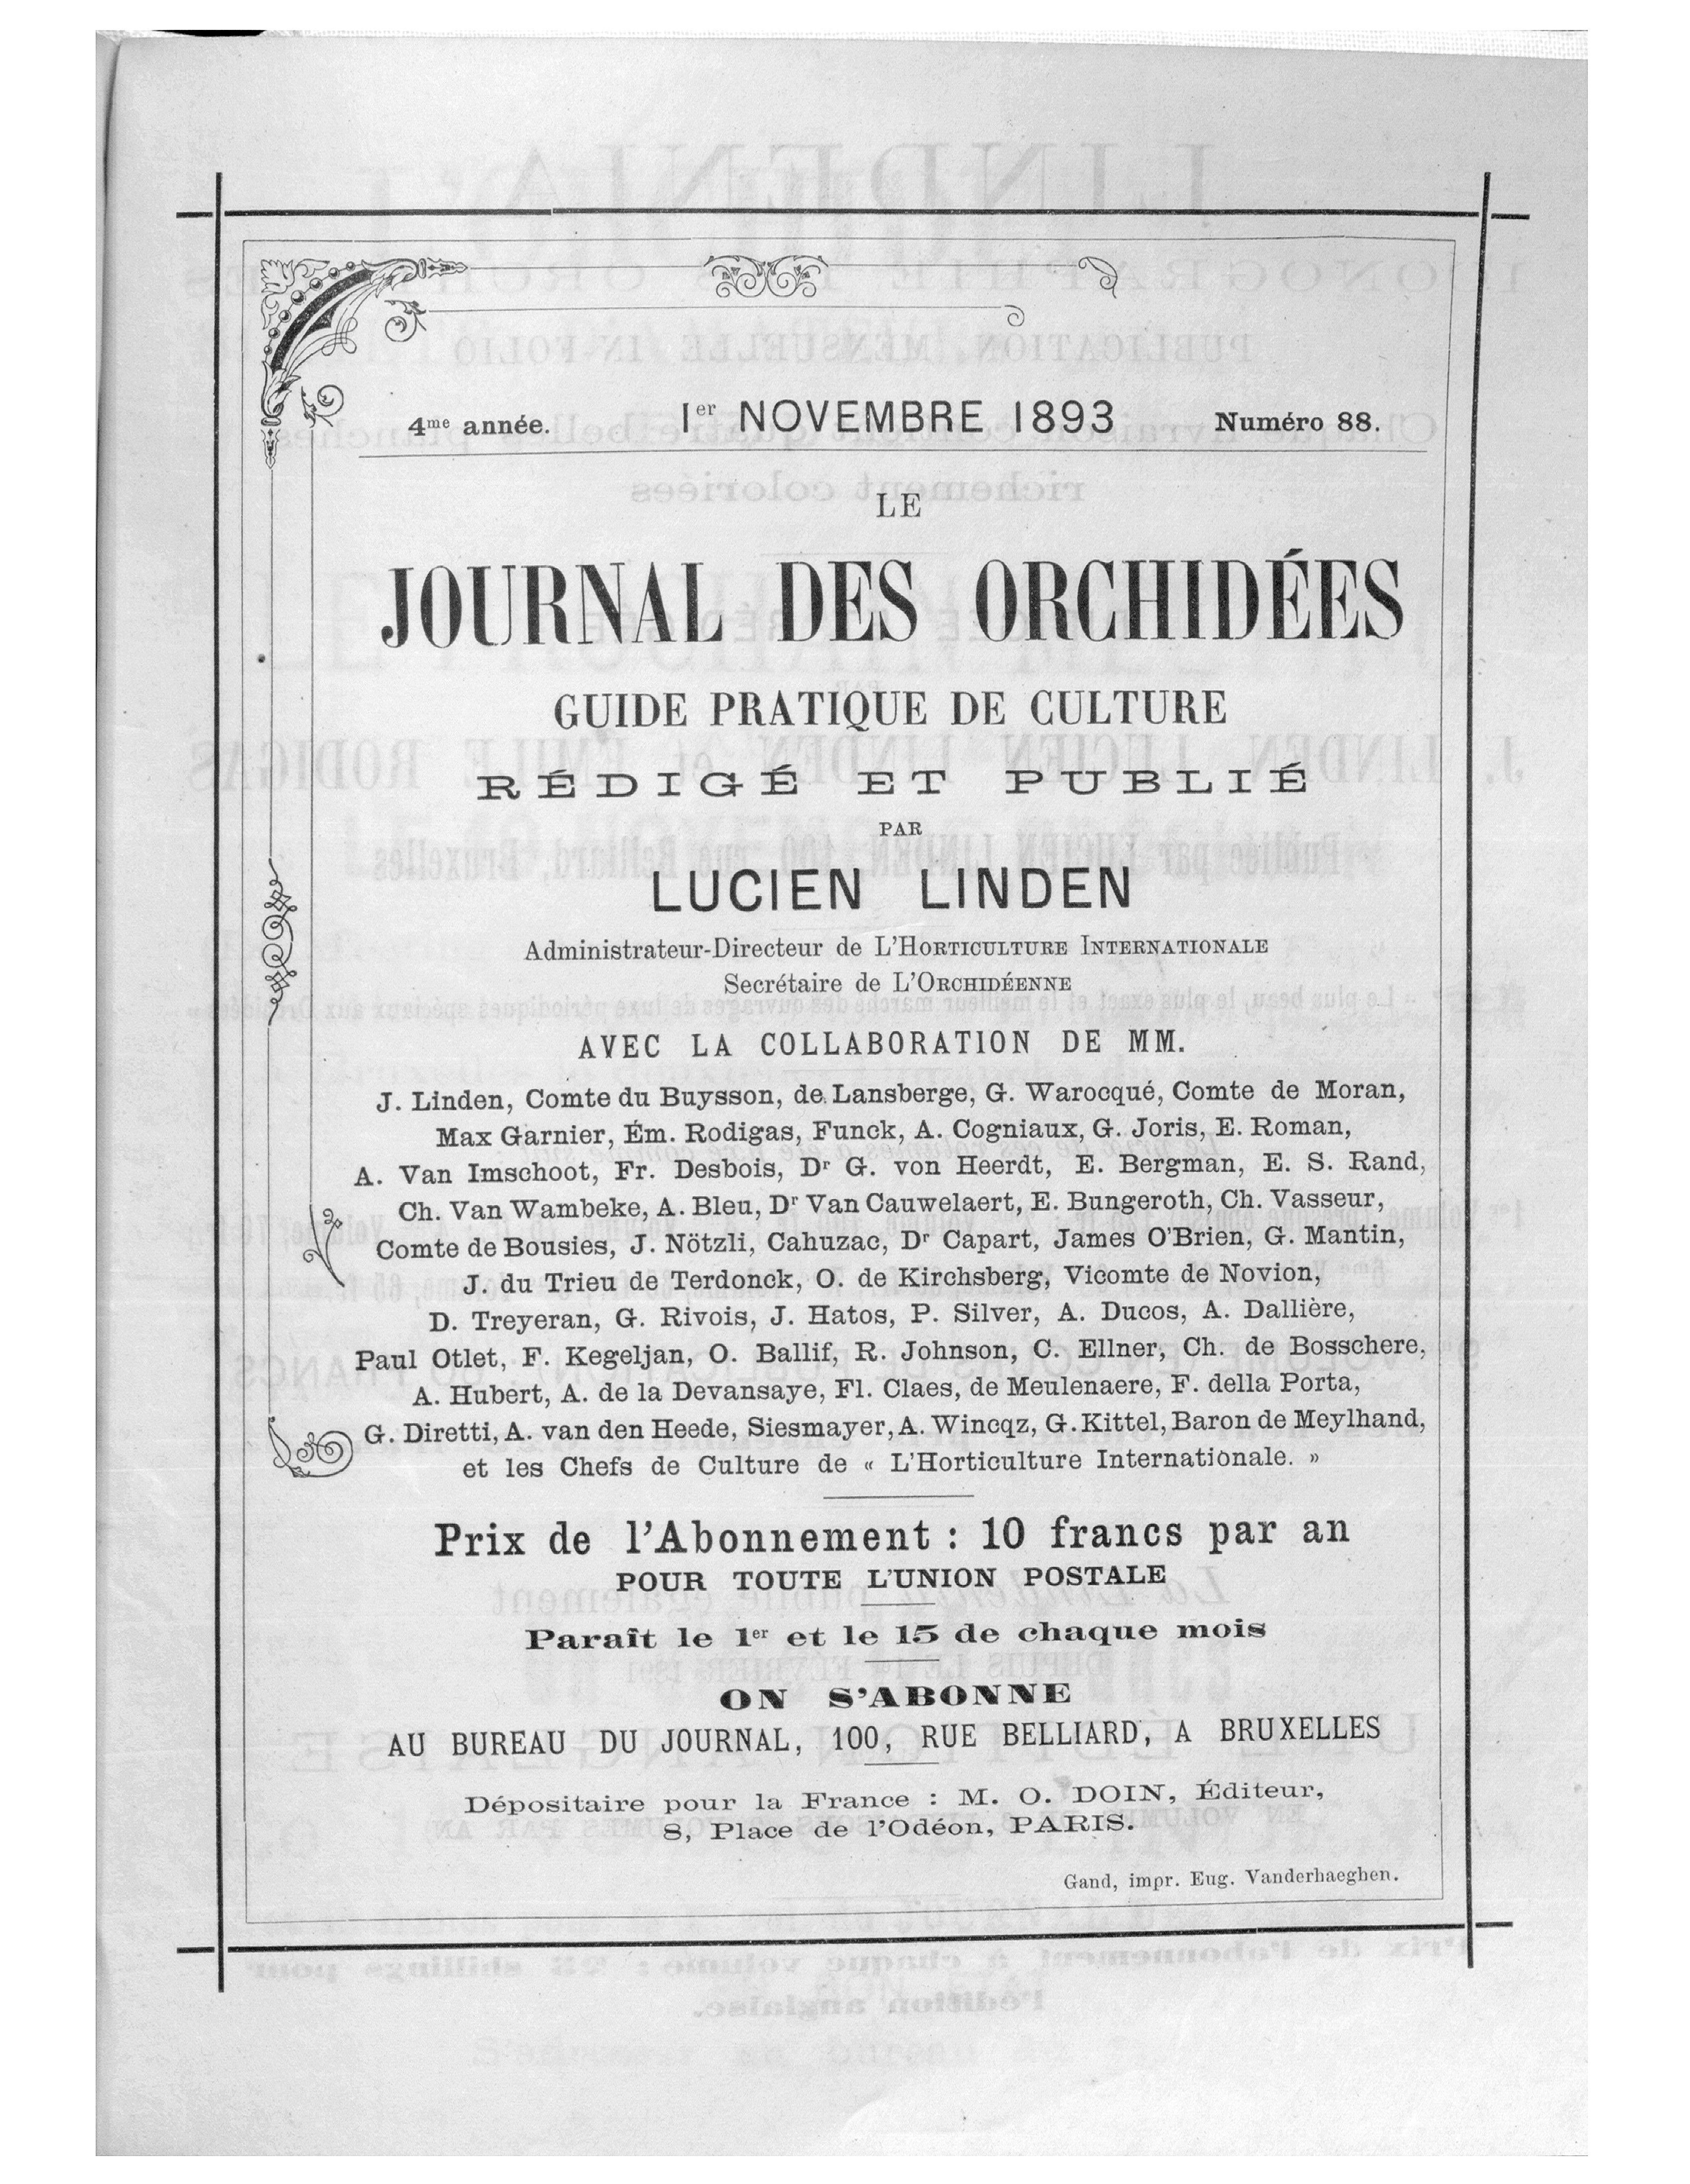 4me année. 1er NOVEMBRE 1893 Numéro 88.
LE
JOURNAL DES ORCHIDÉES
GUIDE PRATIQUE DE CULTURE
RÉDIGÉ ET PUBLIÉ
PAR
LUCIEN LINDEN
Administrateur-Directeur de L'HORTICULTURE INTERNATIONALE
Secrétaire de L'ORCHIDÉENNE
AVEC LA COLLABORATION DE MM.
J. Linden, Comte du Buysson, de Lansberge, G. Warocqué, Comte de Moran,
Max Garnier, Ém. Rodigas, Funck, A. Cogniaux, G. Joris, E. Roman,
A. Van Imschoot, Fr. Desbois, Dr G. von Heerdt, E. Bergman, E. S. Rand,
Ch. Van Wambeke, A. Bleu, Dr Van Cauwelaert, E. Bungeroth, Ch. Vasseur,
Comte de Bousies, J. Nötzli, Cahuzac, Dr Capart, James O'Brien, G. Mantin,
J. du Trieu de Terdonck, O. de Kirchsberg, Vicomte de Novion,
D. Treyeran, G. Rivois, J. Hatos, P. Silver, A. Ducos, A. Dallière,
Paul Otlet, F. Kegeljan, O. Ballif, R. Johnson, C. Ellner, Ch. de Bosschere,
A. Hubert, A. de la Devansaye, Fl. Claes, de Meulenaere, F. della Porta,
G. Diretti, A. van den Heede, Siesmayer, A. Wincqz, G. Kittel, Baron de Meylhand,
et les Chefs de Culture de « L'Horticulture Internationale. »
Prix de l'Abonnement : 10 francs par an
POUR TOUTE L'UNION POSTALE
Paraît le 1er et le 15 de chaque mois
ON S'ABONNE
AU BUREAU DU JOURNAL, 100, RUE BELLIARD, A BRUXELLES
Dépositaire pour la France : M. O. DOIN, Éditeur,
8, Place de l'Odéon, PARIS.
Gand, impr. Eug. Vanderhaeghen.